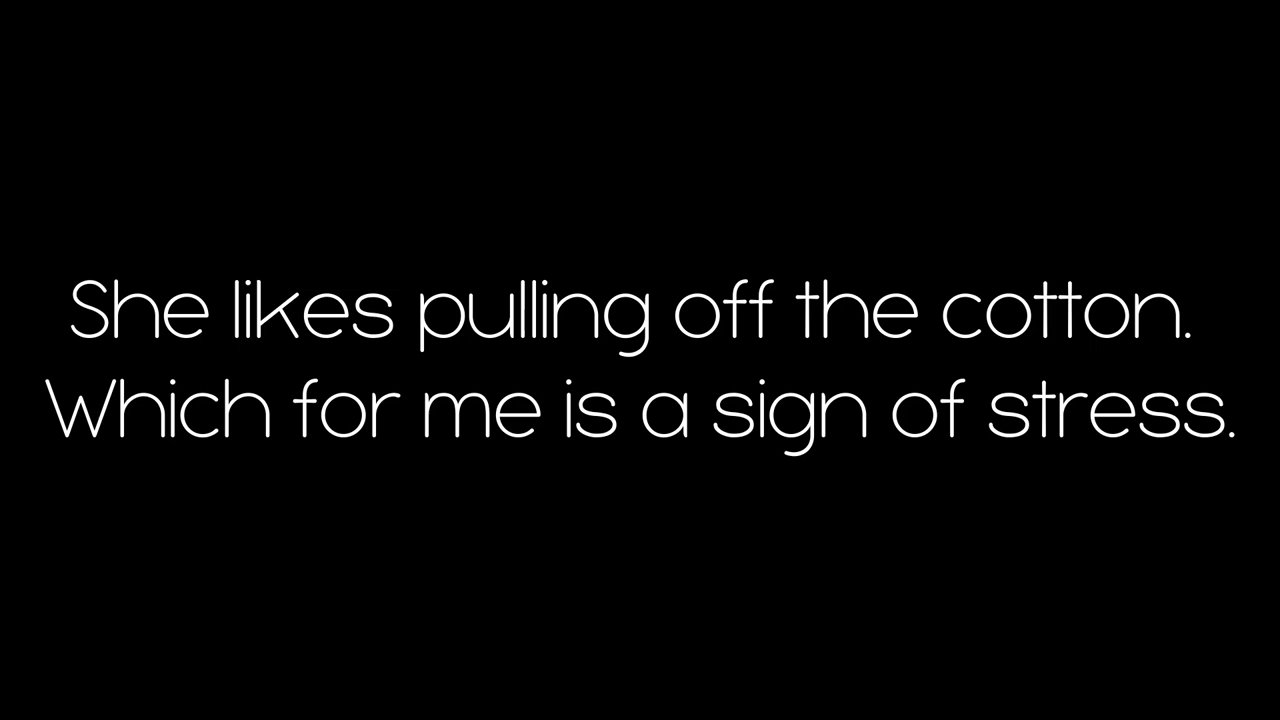 She likes pulling off the cotton.
Which for me is a sign of stress.